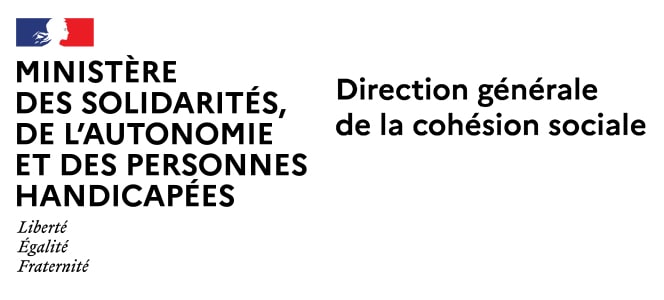 MINISTÈRE
DES SOLIDARITÉS,
DE L'AUTONOMIE
ET DES PERSONNES
HANDICAPÉES
Liberté
Égalité
Fraternité
Direction générale
de la cohésion sociale